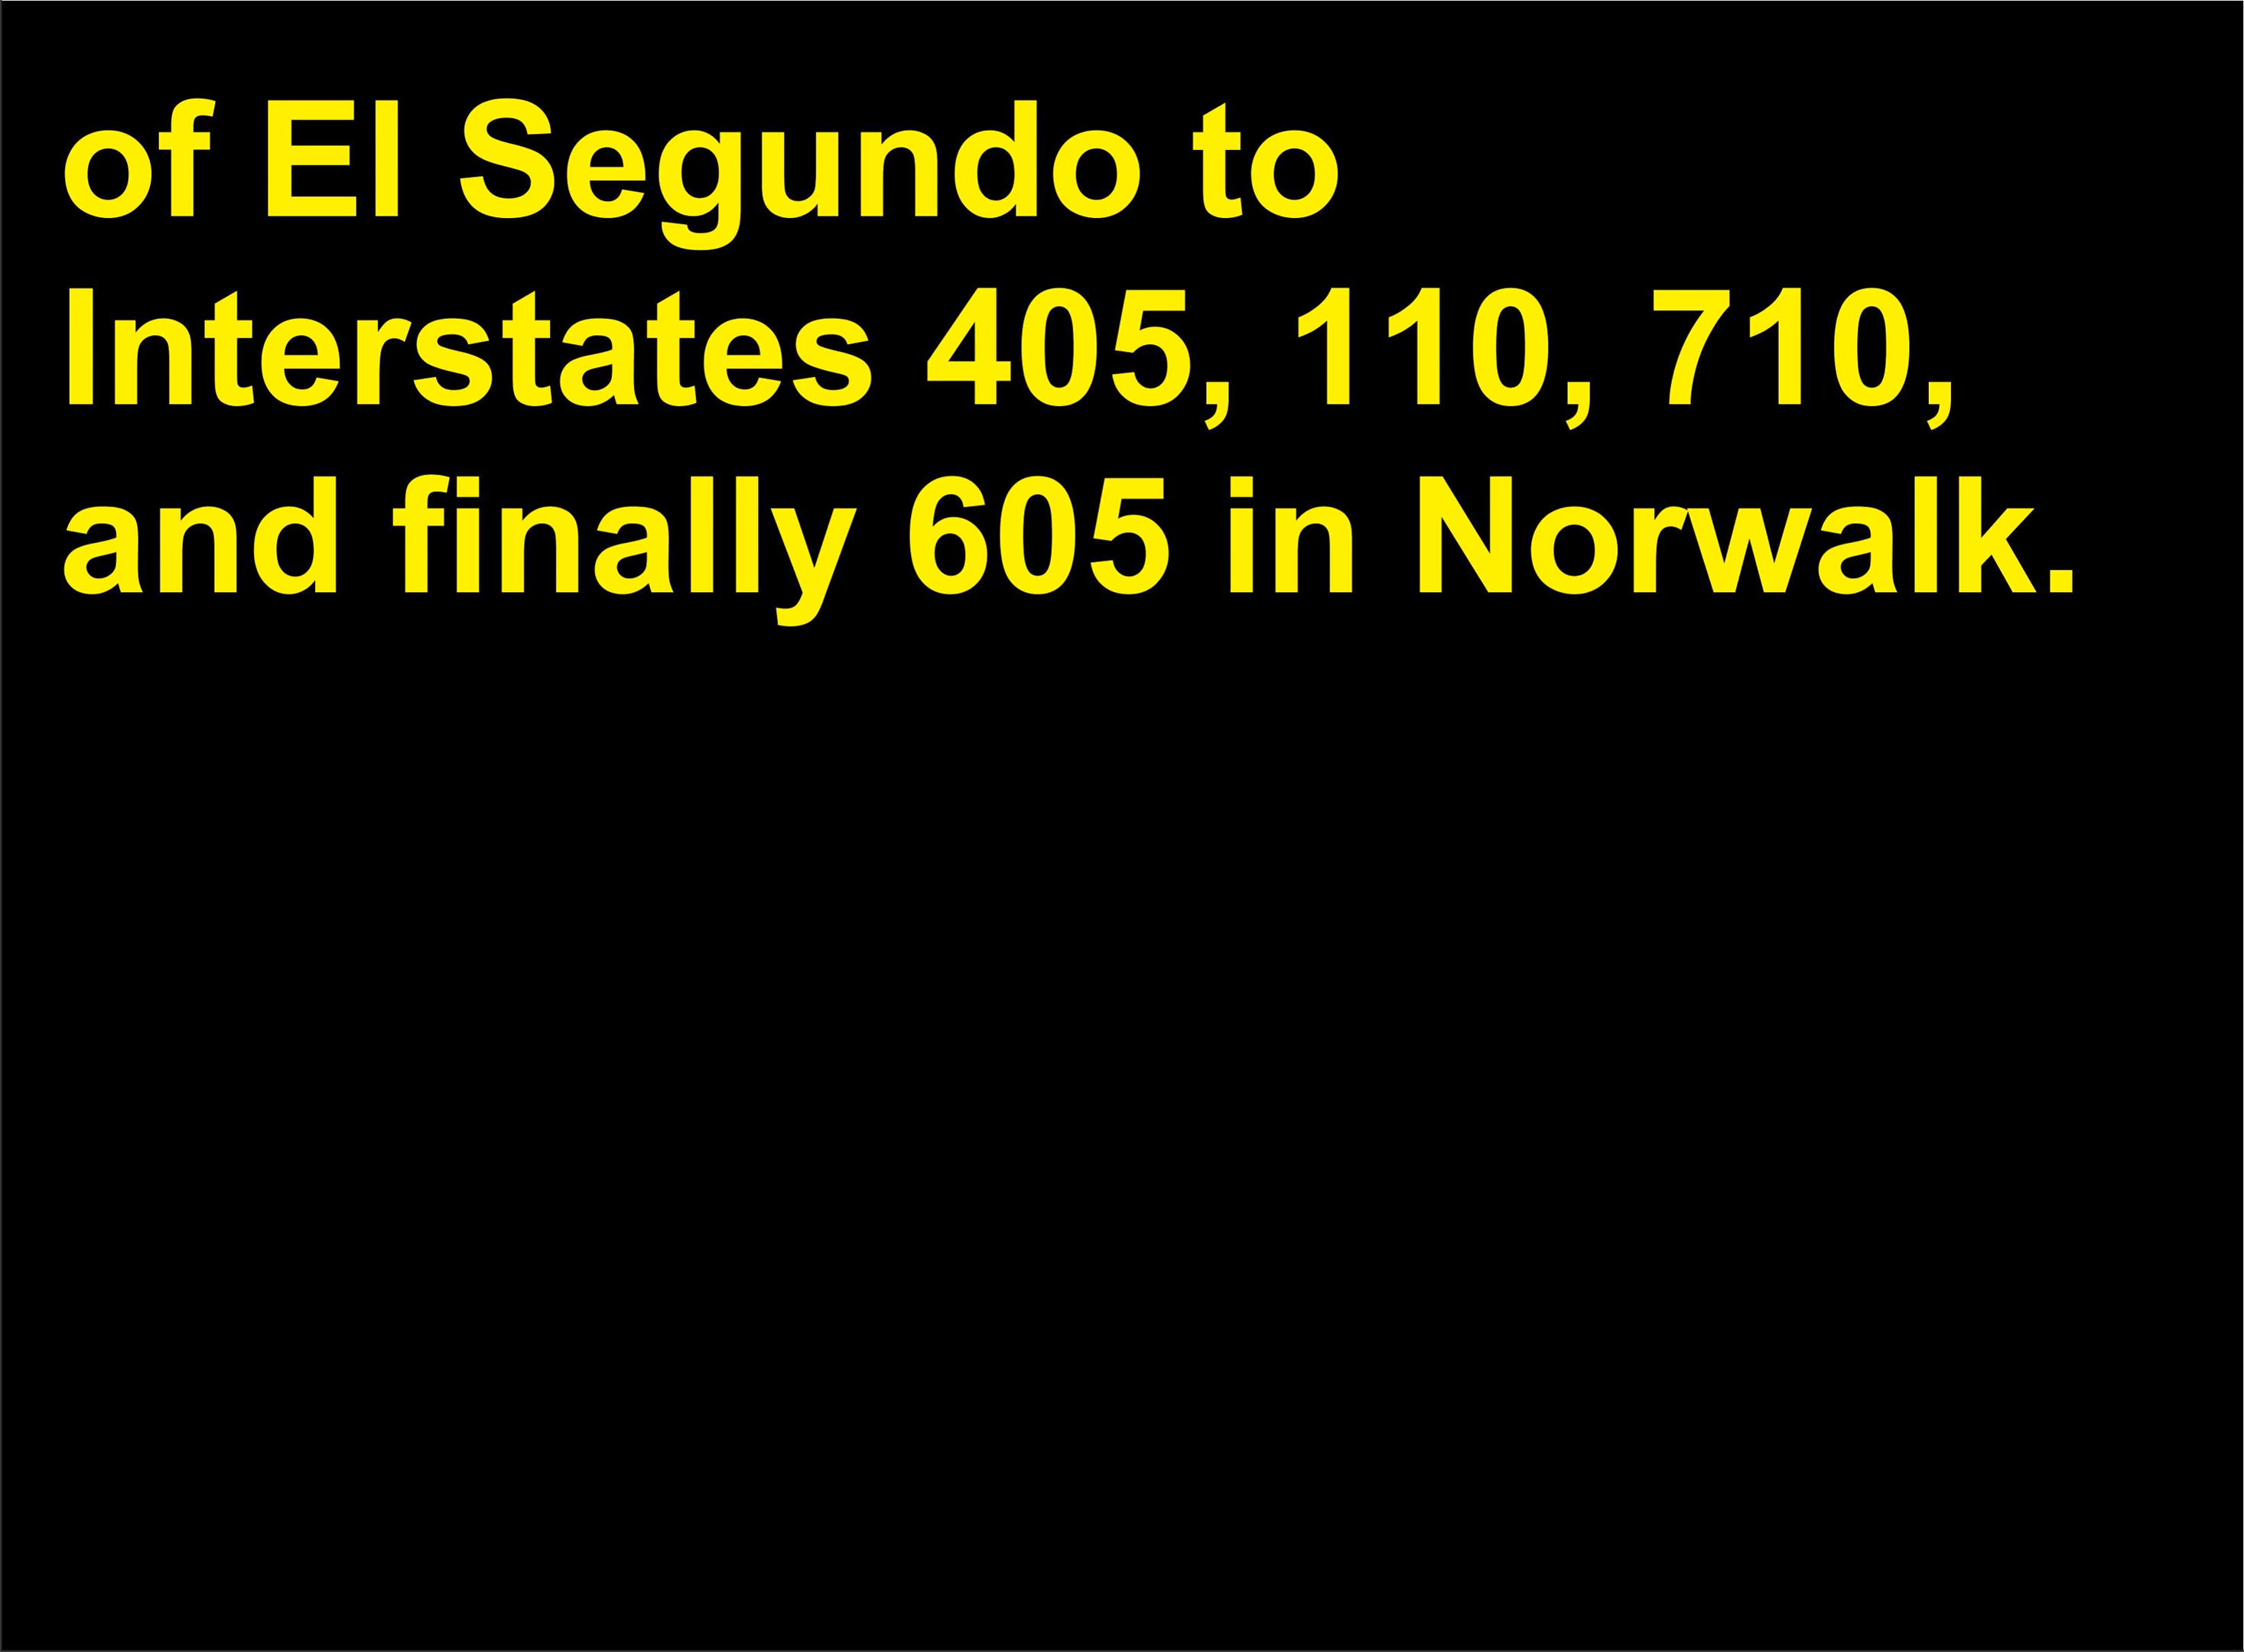 of El Segundo to
Interstates 405, 110, 710,
and finally 605 in Norwalk.